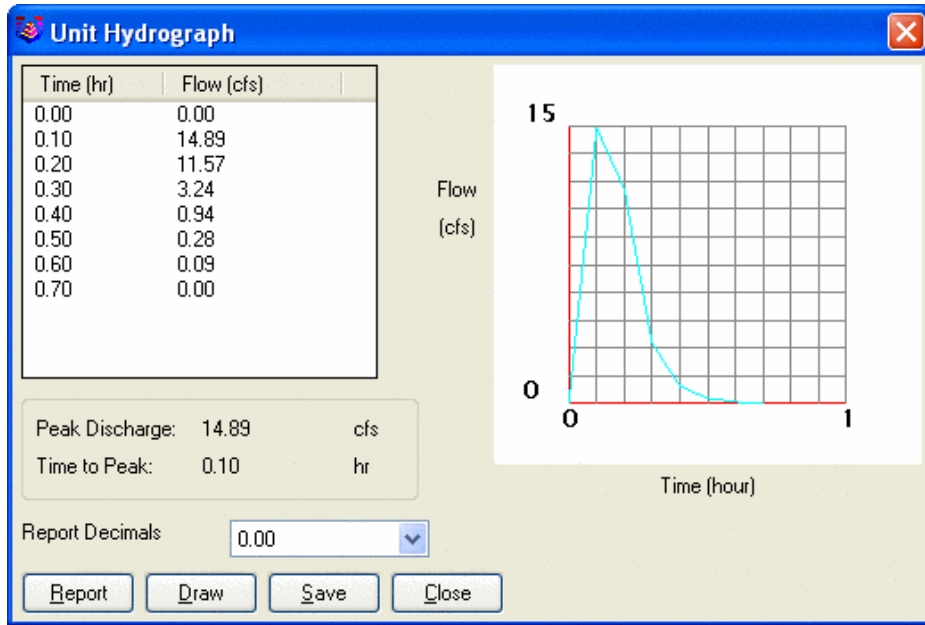 Unit Hydrograph
Time (hr) Flow (cfs)
0.00 0.00
0.10 14.89
0.20 11.57
0.30 3.24
0.40 0.94
0.50 0.28
0.60 0.09
0.70 0.00
15
Flow
(cfs)
0
0 1
Time (hour)
Peak Discharge: 14.89 cfs
Time to Peak: 0.10 hr
Report Decimals 0.00
Report Draw Save Close